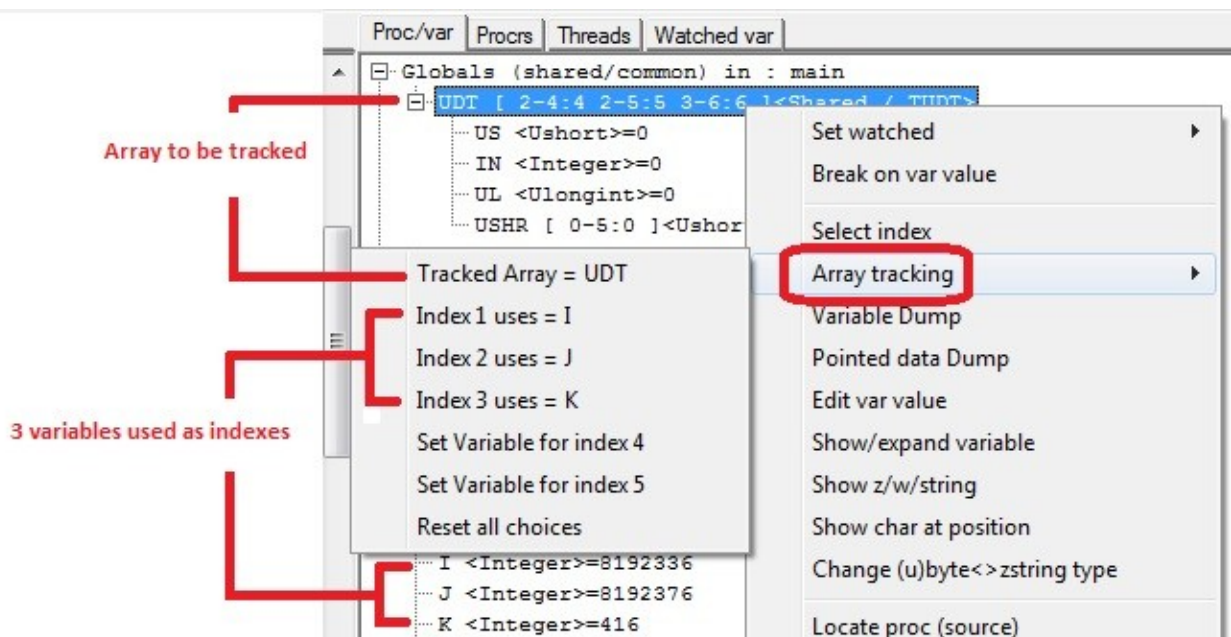 Proc/var Procrs Threads Watched var
Globals (shared/common) in : main
UDT [ 2-4:4 2-5:5 3-6:6 ]<Shared / TUDT>
US <Ushort>=0
IN <Integer>=0
UL <Ulongint>=0
USHR [ 0-5:0 ]<Ushor
Array to be tracked
Set watched
Break on var value
Select index
Array tracking
Variable Dump
Pointed data Dump
Edit var value
Show/expand variable
Show z/w/string
Show char at position
Change (u)byte<>zstring type
Locate proc (source)
Tracked Array = UDT
Index 1 uses = I
Index 2 uses = J
Index 3 uses = K
Set Variable for index 4
Set Variable for index 5
Reset all choices
3 variables used as indexes
I <Integer>=8192336
J <Integer>=8192376
K <Integer>=416